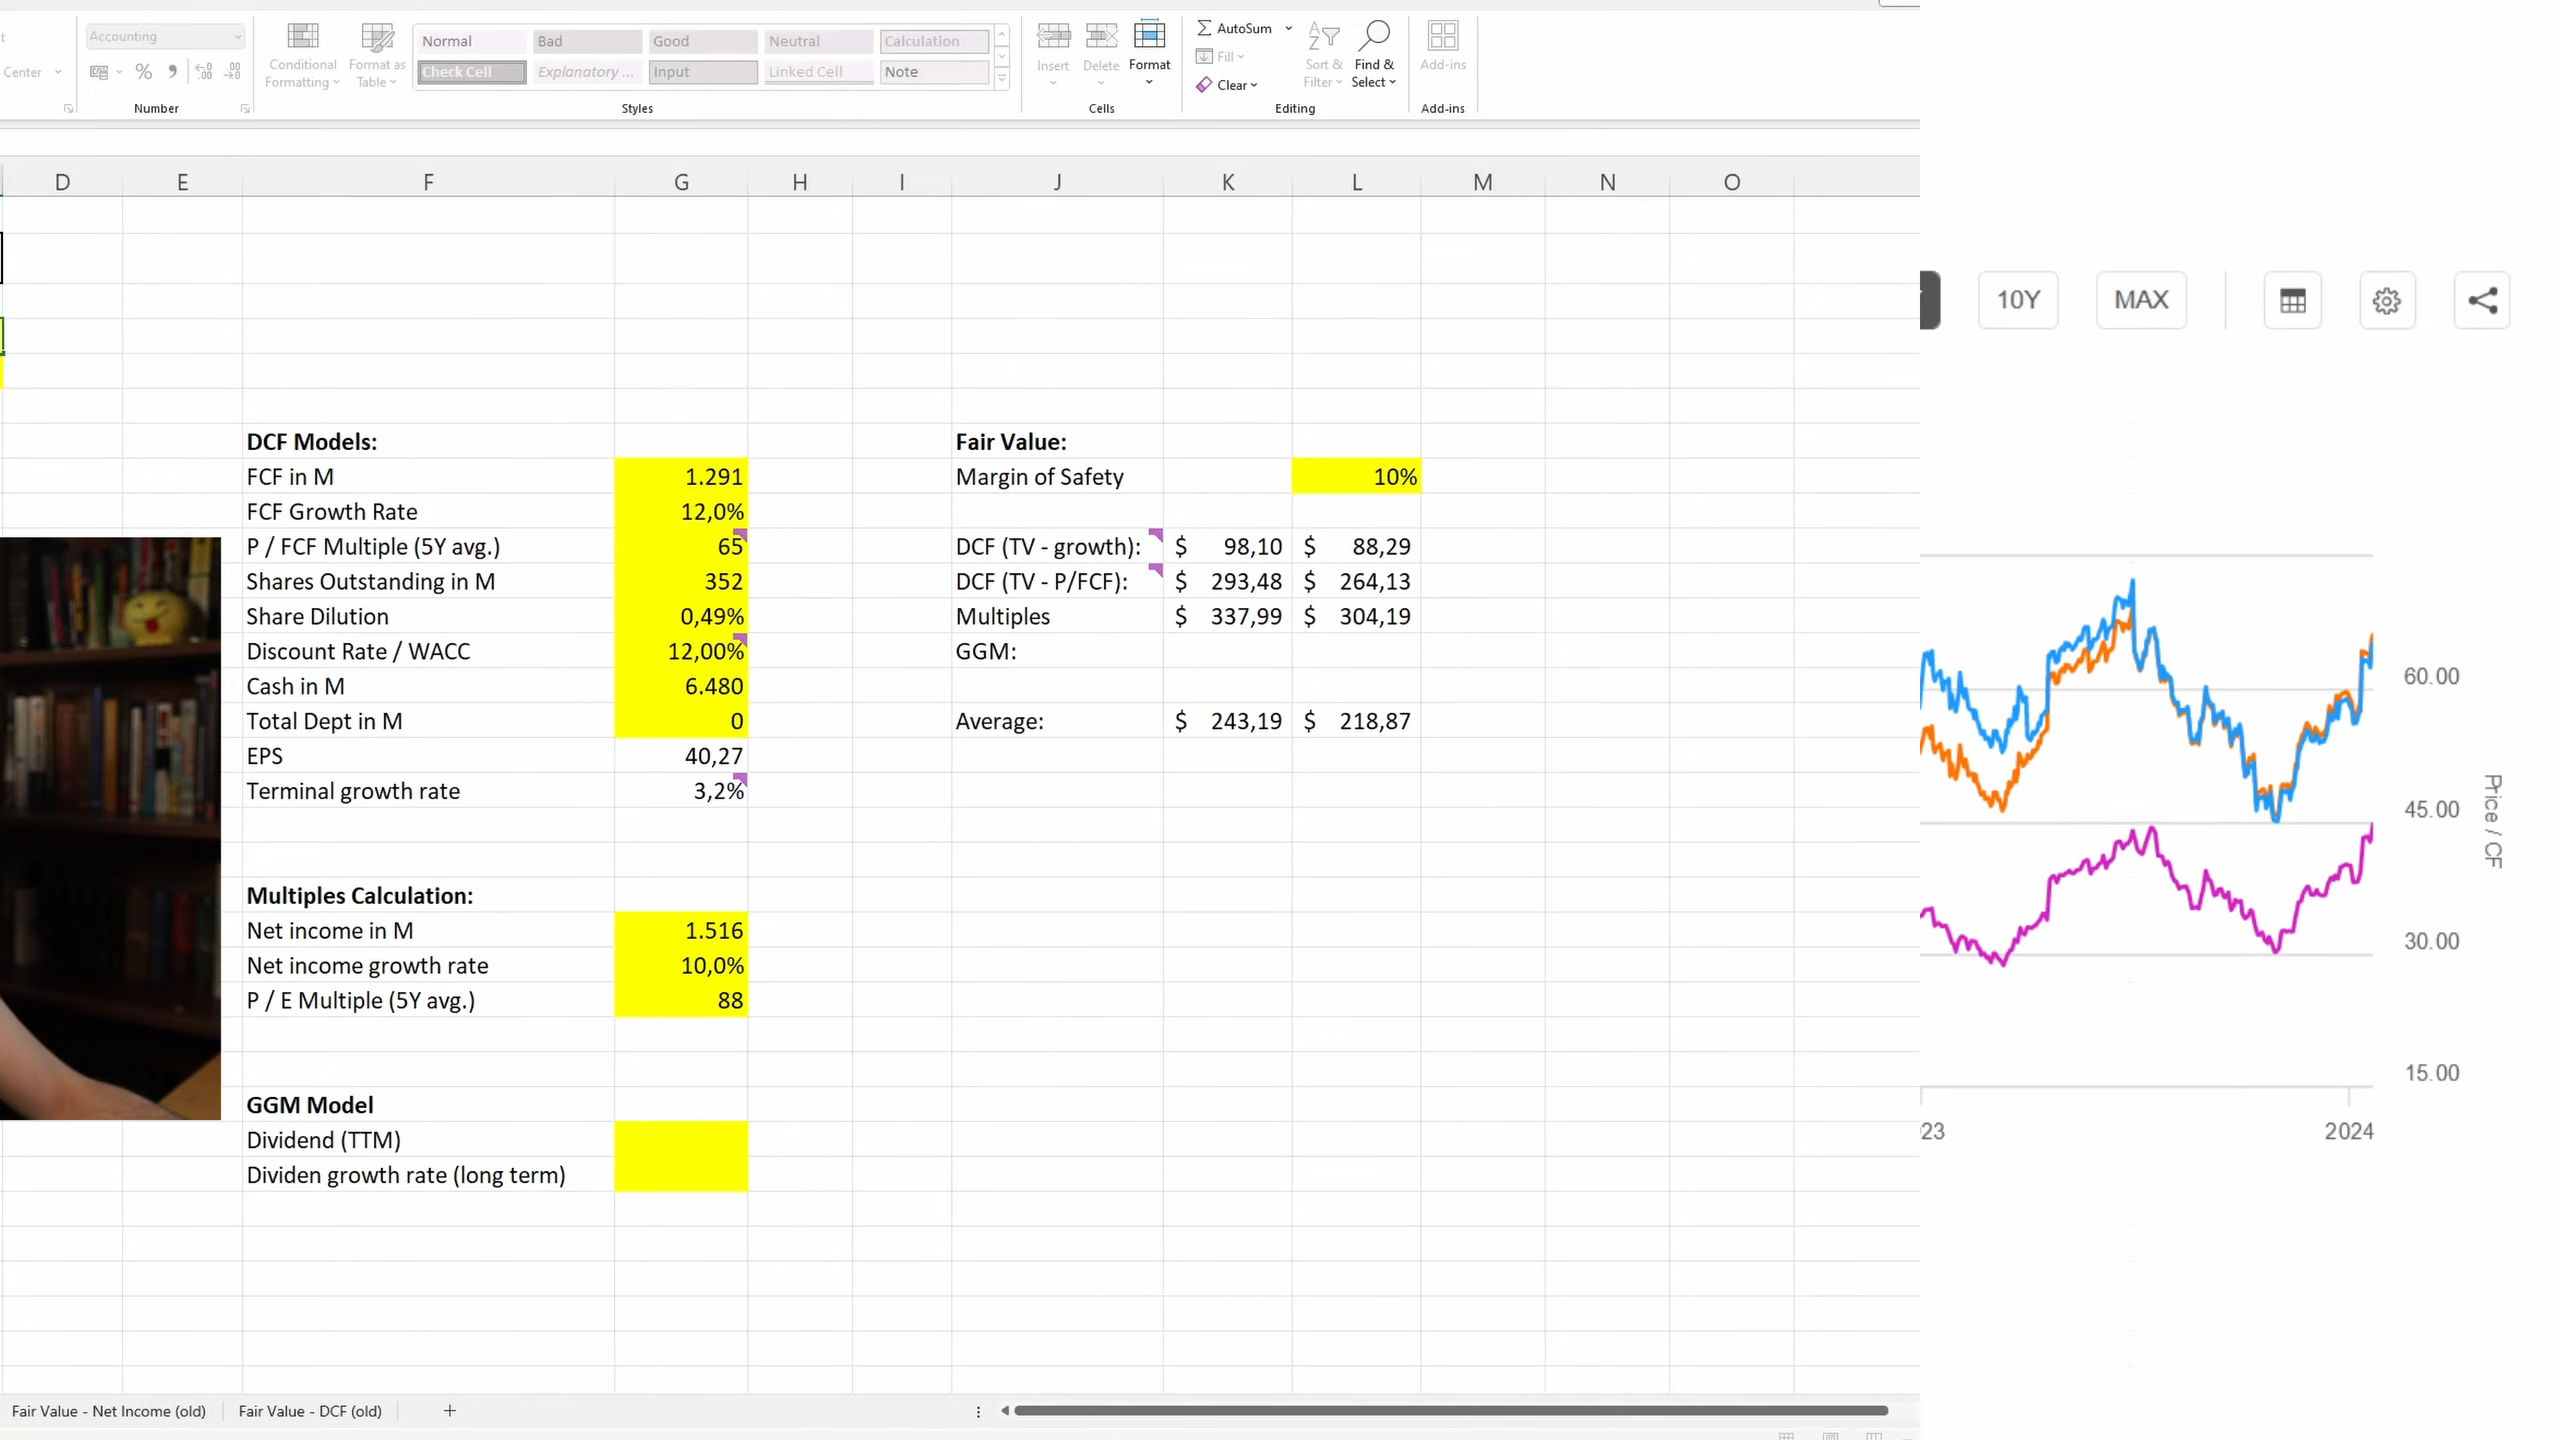 Accounting
Center
%
Number
Conditional Formatting
Format as Table
Normal
Bad
Good
Neutral
Calculation
Check Cell
Explanatory ...
Input
Linked Cell
Note
Styles
Insert
Delete
Format
Cells
AutoSum
Fill
Clear
Sort & Filter
Find & Select
Editing
Add-ins
Add-ins
D E F G H I J K L M N O
DCF Models:
FCF in M 1.291
FCF Growth Rate 12,0%
P / FCF Multiple (5Y avg.) 65
Shares Outstanding in M 352
Share Dilution 0,49%
Discount Rate / WACC 12,00%
Cash in M 6.480
Total Dept in M 0
EPS 40,27
Terminal growth rate 3,2%
Multiples Calculation:
Net income in M 1.516
Net income growth rate 10,0%
P / E Multiple (5Y avg.) 88
GGM Model
Dividend (TTM)
Dividen growth rate (long term)
Fair Value:
Margin of Safety 10%
DCF (TV - growth): $ 98,10 $ 88,29
DCF (TV - P/FCF): $ 293,48 $ 264,13
Multiples $ 337,99 $ 304,19
GGM:
Average: $ 243,19 $ 218,87
10Y
MAX
60.00
45.00
30.00
15.00
Price / CF
23
2024
Fair Value - Net Income (old)
Fair Value - DCF (old)